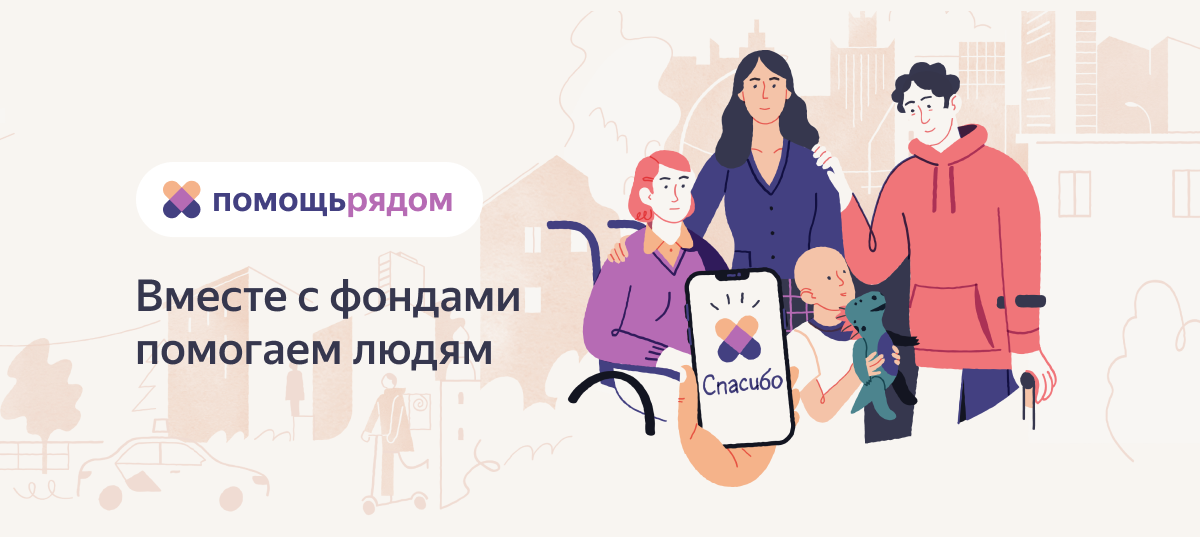 помощьрядом
Вместе с фондами
помогаем людям
Спасибо